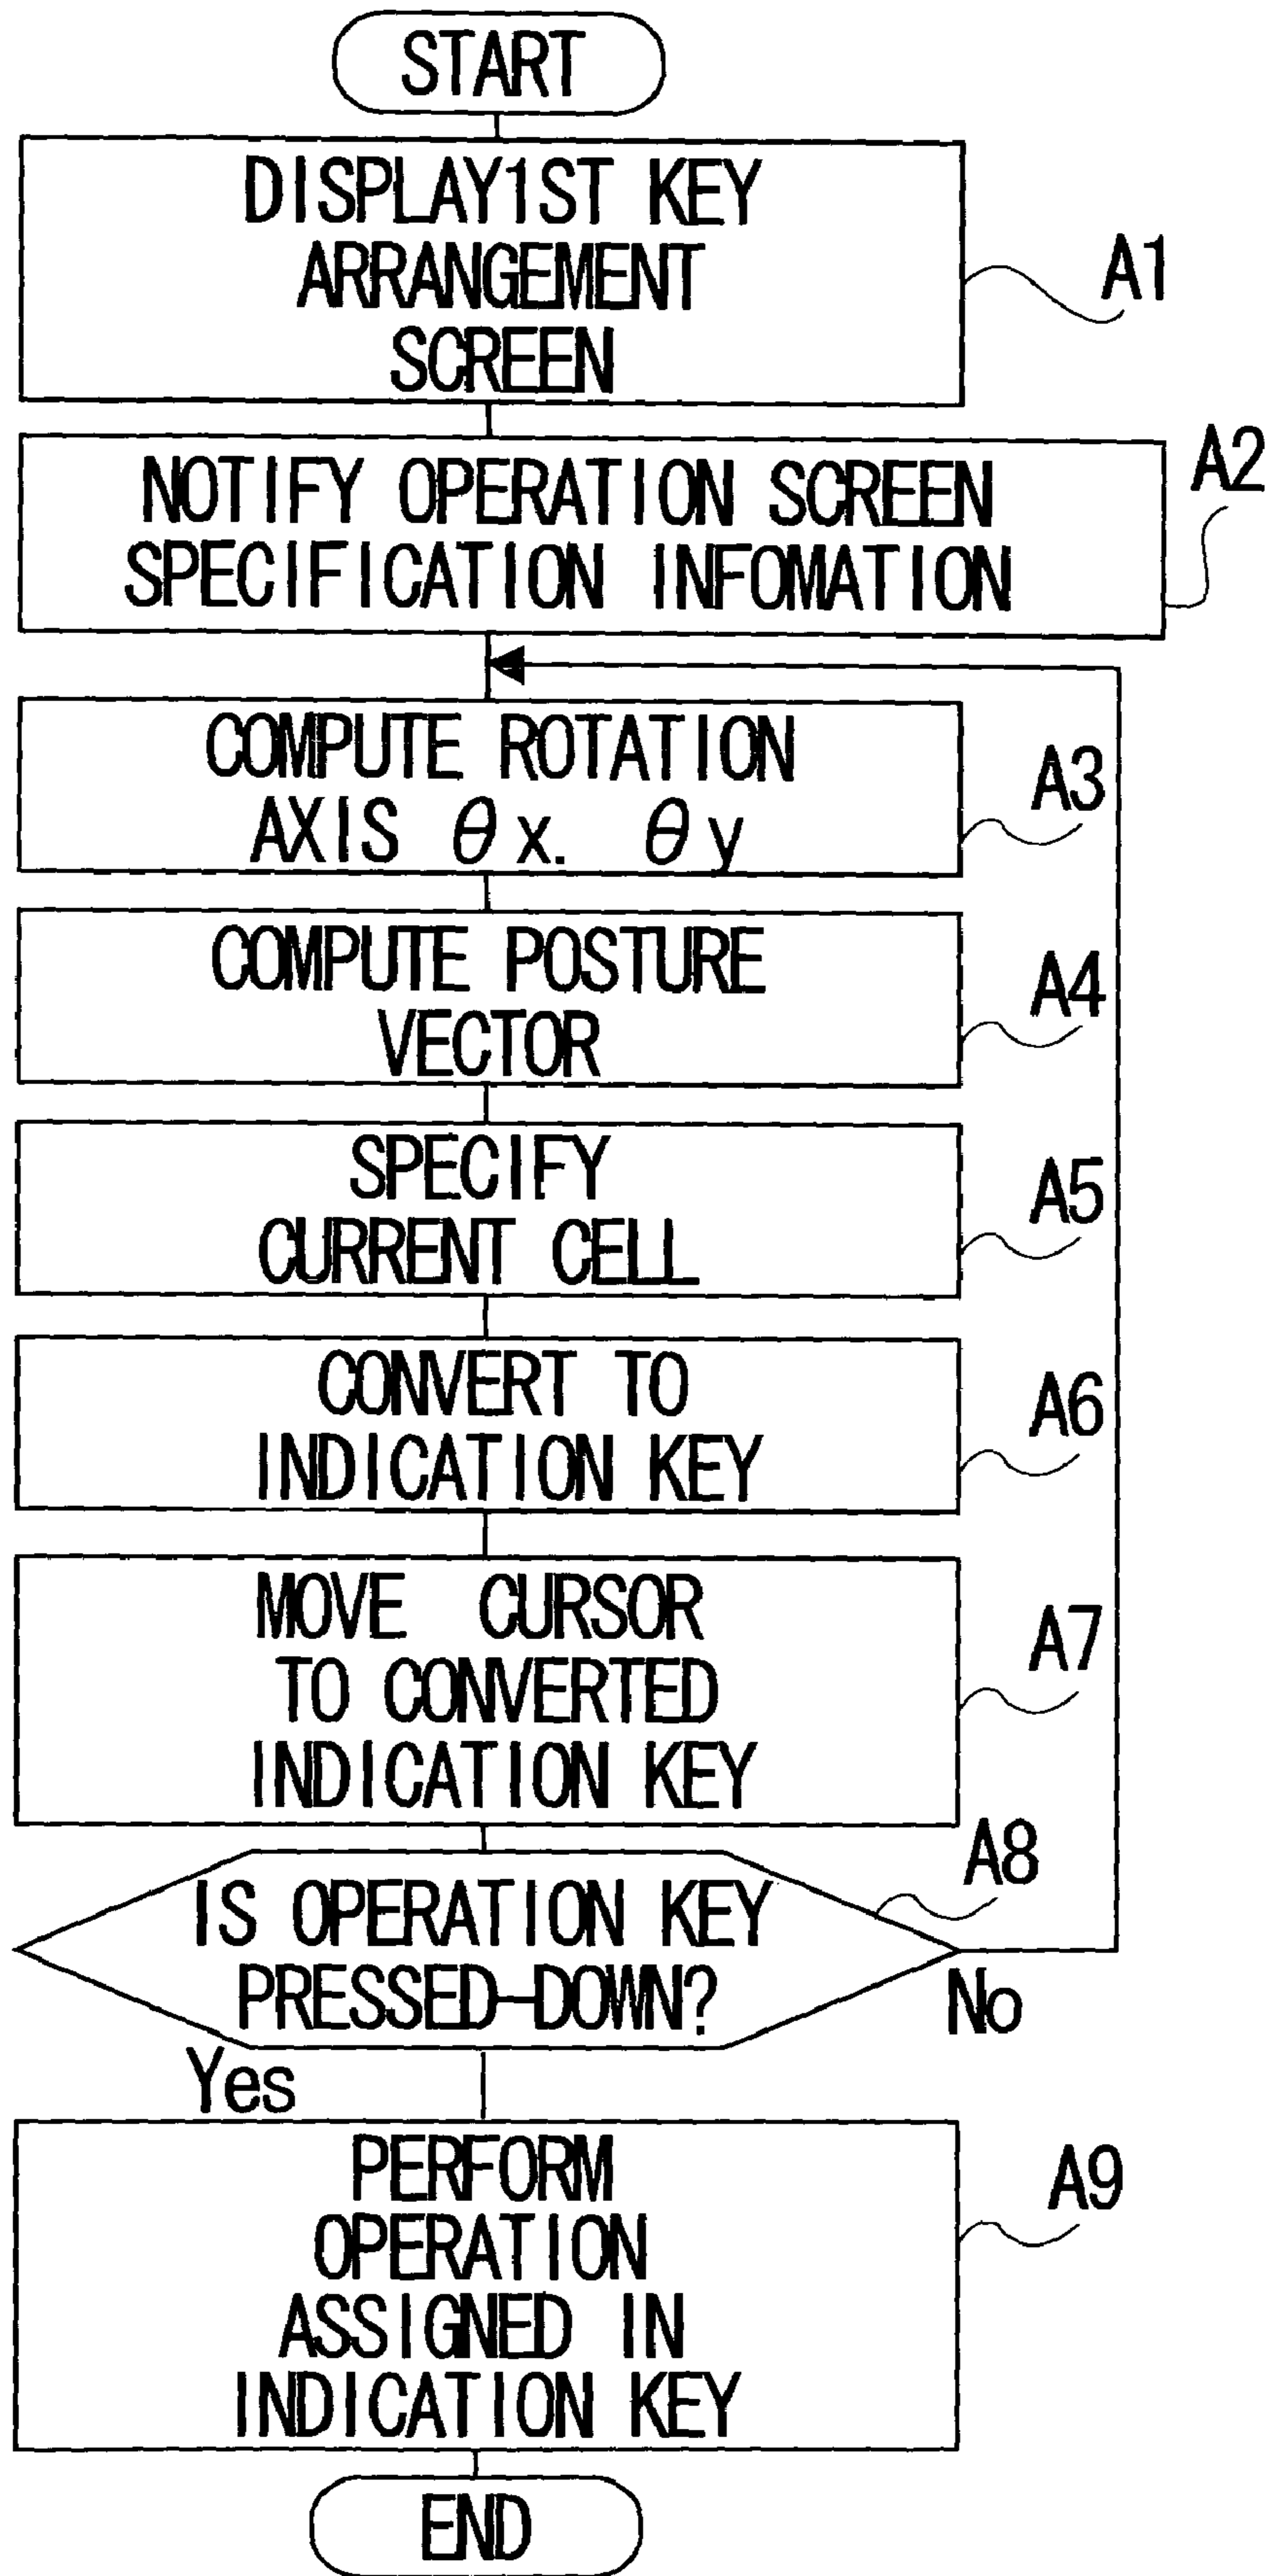 START
DISPLAY1ST KEY
ARRANGEMENT
SCREEN
A1
NOTIFY OPERATION SCREEN
SPECIFICATION INFOMATION
A2
COMPUTE ROTATION
AXIS θx. θy
A3
COMPUTE POSTURE
VECTOR
A4
SPECIFY
CURRENT CELL
A5
CONVERT TO
INDICATION KEY
A6
MOVE CURSOR
TO CONVERTED
INDICATION KEY
A7
IS OPERATION KEY
PRESSED-DOWN?
A8
No
Yes
PERFORM
OPERATION
ASSIGNED IN
INDICATION KEY
A9
END